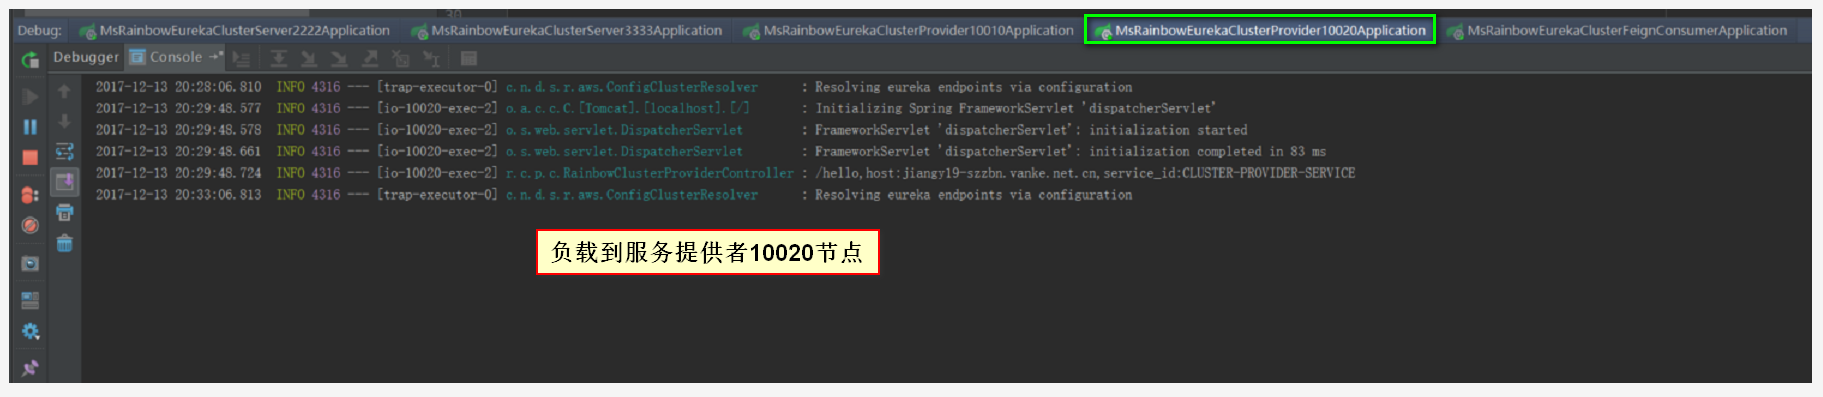 30
Debug: MsRainbowEurekaClusterServer2222Application MsRainbowEurekaClusterServer3333Application MsRainbowEurekaClusterProvider10010Application MsRainbowEurekaClusterProvider10020Application MsRainbowEurekaClusterFeignConsumerApplication
Debugger Console
2017-12-13 20:28:06.810 INFO 4316 --- [trap-executor-0] c.n.d.s.r.aws.ConfigClusterResolver : Resolving eureka endpoints via configuration
2017-12-13 20:29:48.577 INFO 4316 --- [io-10020-exec-2] o.a.c.c.C.[Tomcat].[localhost].[/] : Initializing Spring FrameworkServlet 'dispatcherServlet'
2017-12-13 20:29:48.578 INFO 4316 --- [io-10020-exec-2] o.s.web.servlet.DispatcherServlet : FrameworkServlet 'dispatcherServlet': initialization started
2017-12-13 20:29:48.661 INFO 4316 --- [io-10020-exec-2] o.s.web.servlet.DispatcherServlet : FrameworkServlet 'dispatcherServlet': initialization completed in 83 ms
2017-12-13 20:29:48.724 INFO 4316 --- [io-10020-exec-2] r.c.p.c.RainbowClusterProviderController : /hello,host:jiangy19-szzbn.vanke.net.cn,service_id:CLUSTER-PROVIDER-SERVICE
2017-12-13 20:33:06.813 INFO 4316 --- [trap-executor-0] c.n.d.s.r.aws.ConfigClusterResolver : Resolving eureka endpoints via configuration
负载到服务提供者10020节点